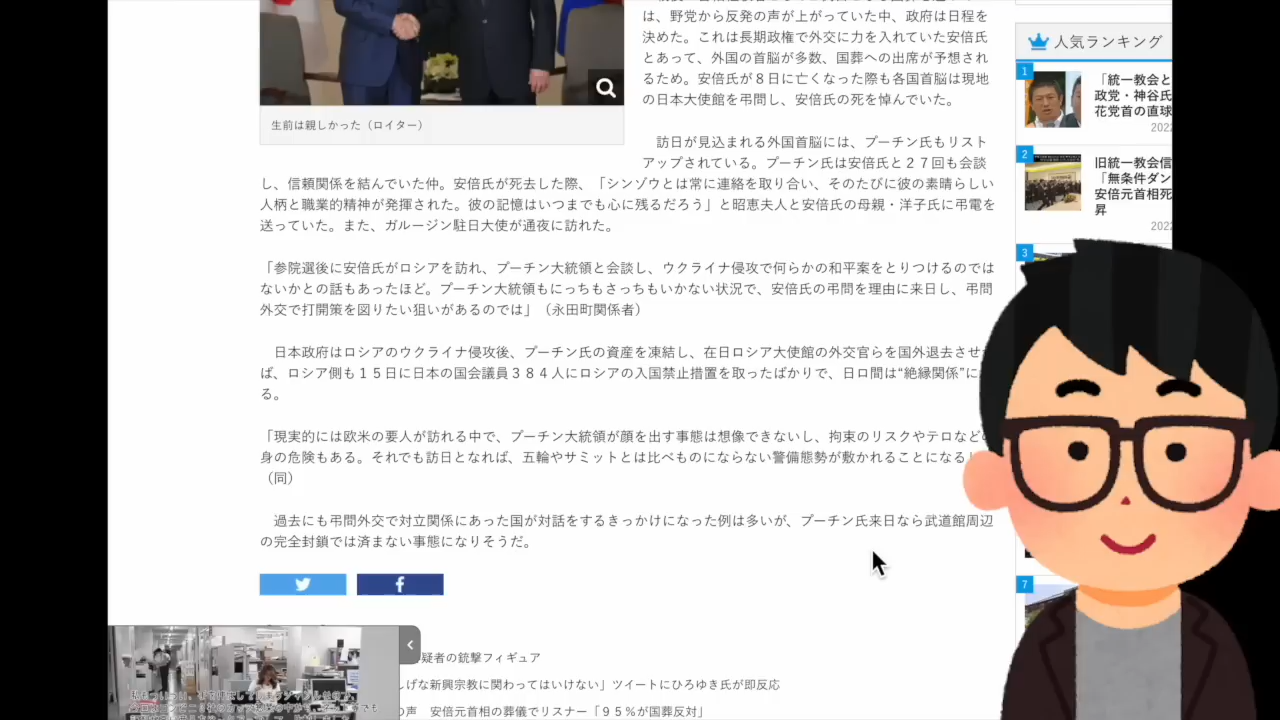 は、野党から反発の声が上がっていた中、政府は日程を
決めた。これは長期政権で外交に力を入れていた安倍氏
とあって、外国の首脳が多数、国葬への出席が予想され
るため。安倍氏が８日に亡くなった際も各国首脳は現地
の日本大使館を弔問し、安倍氏の死を悼んでいた。
生前は親しかった（ロイター）
訪日が見込まれる外国首脳には、プーチン氏もリスト
アップされている。プーチン氏は安倍氏と２７回も会談
し、信頼関係を結んでいた仲。安倍氏が死去した際、「シンゾウとは常に連絡を取り合い、そのたびに彼の素晴らしい
人柄と職業的精神が発揮された。彼の記憶はいつまでも心に残るだろう」と昭恵夫人と安倍氏の母親・洋子氏に弔電を
送っていた。また、ガルージン駐日大使が通夜に訪れた。
「参院選後に安倍氏がロシアを訪れ、プーチン大統領と会談し、ウクライナ侵攻で何らかの和平案をとりつけるのでは
ないかとの話もあったほど。プーチン大統領もにっちもさっちもいかない状況で、安倍氏の弔問を理由に来日し、弔問
外交で打開策を図りたい狙いがあるのでは」（永田町関係者）
日本政府はロシアのウクライナ侵攻後、プーチン氏の資産を凍結し、在日ロシア大使館の外交官らを国外退去させ
ば、ロシア側も１５日に日本の国会議員３８４人にロシアの入国禁止措置を取ったばかりで、日ロ間は“絶縁関係”に
る。
「現実的には欧米の要人が訪れる中で、プーチン大統領が顔を出す事態は想像できないし、拘束のリスクやテロなど
身の危険もある。それでも訪日となれば、五輪やサミットとは比べものにならない警備態勢が敷かれることになる
（同）
過去にも弔問外交で対立関係にあった国が対話をするきっかけになった例は多いが、プーチン氏来日なら武道館周辺
の完全封鎖では済まない事態になりそうだ。
疑者の銃撃フィギュア
しげな新興宗教に関わってはいけない」ツイートにひろゆき氏が即反応
の声　安倍元首相の葬儀でリスナー「９５％が国葬反対」
人気ランキング
1
「統一教会と
政党・神谷氏
花党首の直球
2022
2
旧統一教会信
「無条件ダン
安倍元首相死
昇
2022
3
7